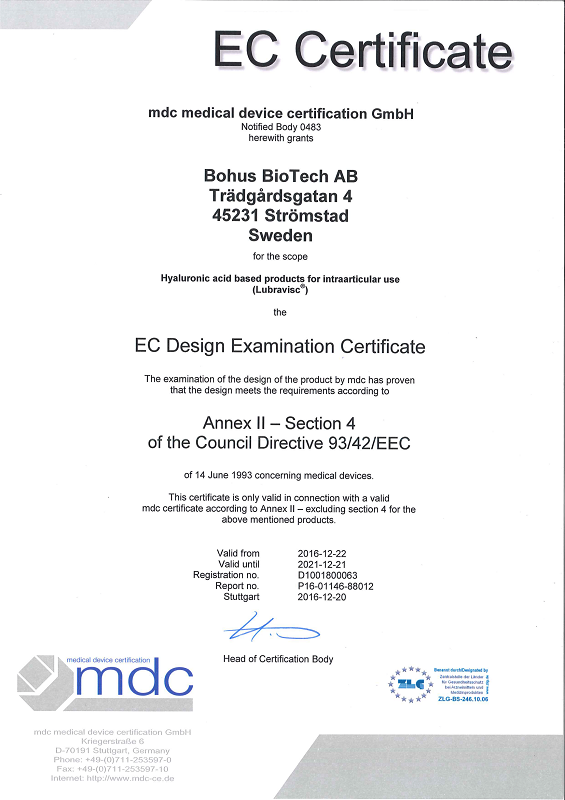 EC Certificate
mdc medical device certification GmbH
Notified Body 0483
herewith grants
Bohus BioTech AB
Trädgårdsgatan 4
45231 Strömstad
Sweden
for the scope
Hyaluronic acid based products for intraarticular use
(Lubravisc®)
the
EC Design Examination Certificate
The examination of the design of the product by mdc has proven
that the design meets the requirements according to
Annex II – Section 4
of the Council Directive 93/42/EEC
of 14 June 1993 concerning medical devices.
This certificate is only valid in connection with a valid
mdc certificate according to Annex II – excluding section 4 for the
above mentioned products.
Valid from 2016-12-22
Valid until 2021-12-21
Registration no. D1001800063
Report no. P16-01146-88012
Stuttgart 2016-12-20
Head of Certification Body
medical device certification
mdc
mdc medical device certification GmbH
Kriegerstraße 6
D-70191 Stuttgart, Germany
Phone: +49-(0)711-253597-0
Fax: +49-(0)711-253597-10
Internet: http://www.mdc-ce.de
ZLG
Benannt durch/Designated by
Zentralstelle der Länder
für Gesundheitsschutz
bei Arzneimitteln und
Medizinprodukten
ZLG-BS-246.10.06